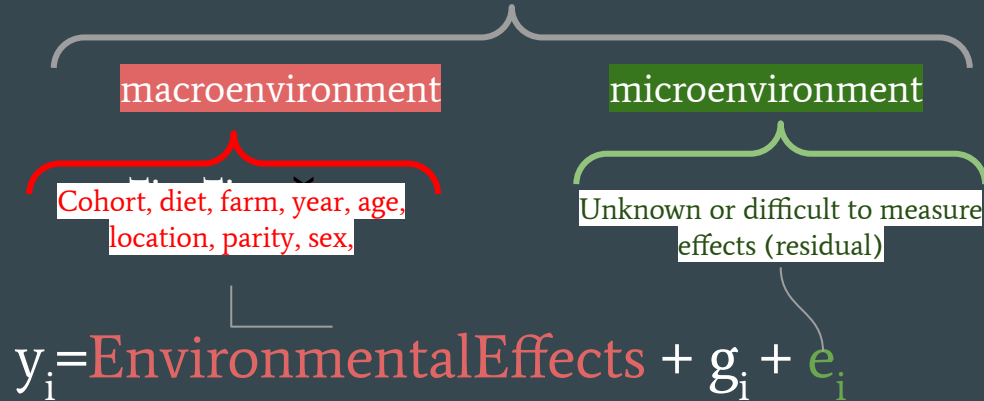 macroenvironment
microenvironment
Cohort, diet, farm, year, age,
location, parity, sex,
Unknown or difficult to measure
effects (residual)
yᵢ=EnvironmentalEffects + gᵢ + eᵢ